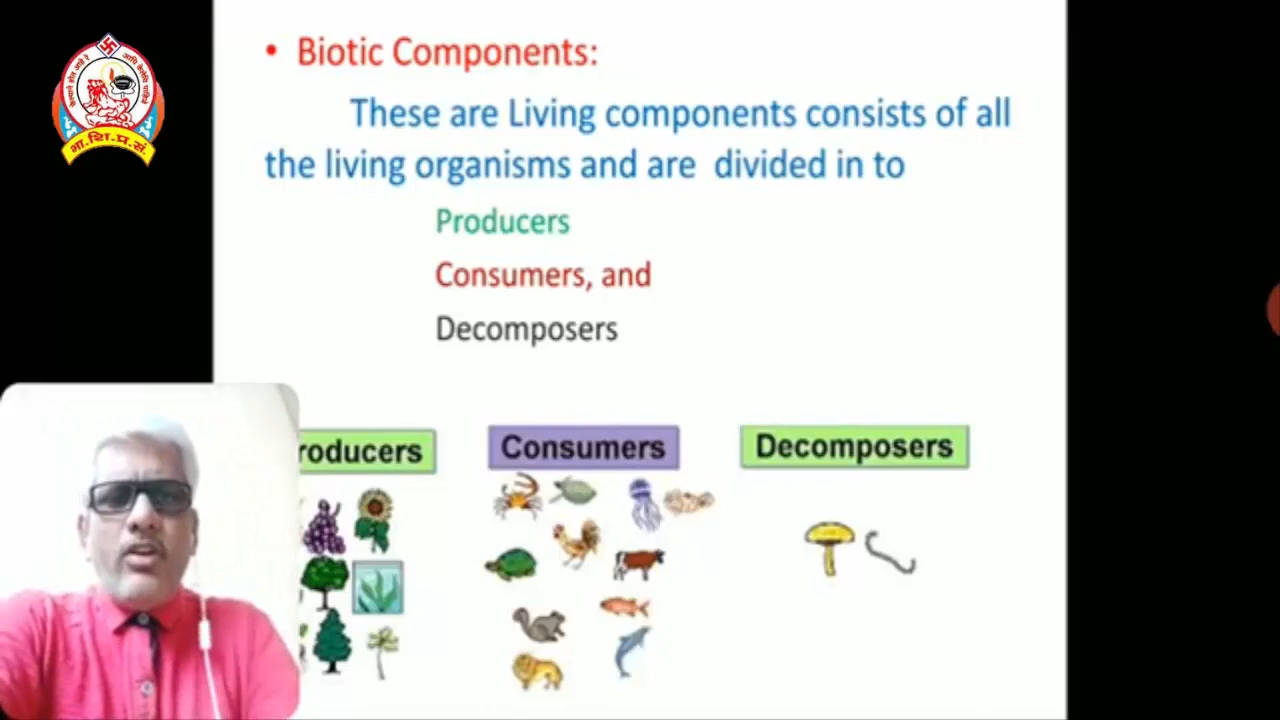 • Biotic Components:
These are Living components consists of all
the living organisms and are divided in to
Producers
Consumers, and
Decomposers
roducers
Consumers
Decomposers
भा.शि.प्र.सं.